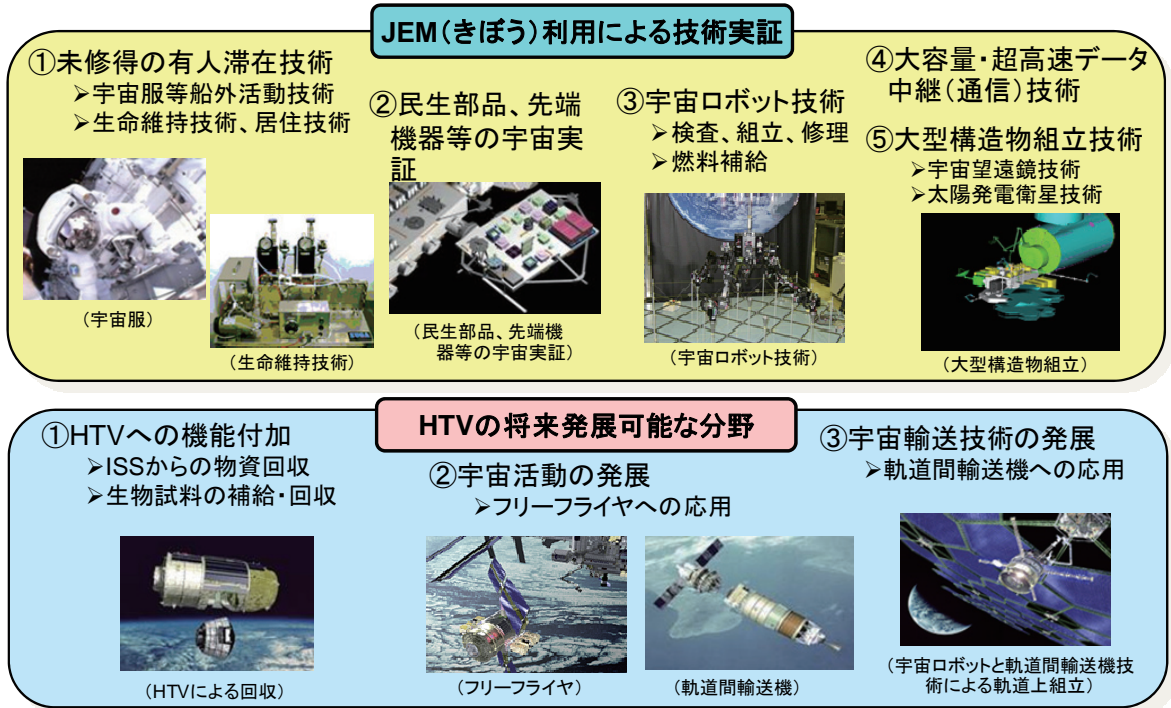 JEM(きぼう)利用による技術実証
①未修得の有人滞在技術
➢宇宙服等船外活動技術
➢生命維持技術、居住技術
(宇宙服)
(生命維持技術)
②民生部品、先端
機器等の宇宙実
証
(民生部品、先端機
器等の宇宙実証)
③宇宙ロボット技術
➢検査、組立、修理
➢燃料補給
(宇宙ロボット技術)
④大容量・超高速データ
中継(通信)技術
⑤大型構造物組立技術
➢宇宙望遠鏡技術
➢太陽発電衛星技術
(大型構造物組立)
HTVの将来発展可能な分野
①HTVへの機能付加
➢ISSからの物資回収
➢生物試料の補給・回収
(HTVによる回収)
②宇宙活動の発展
➢フリーフライヤへの応用
(フリーフライヤ)
(軌道間輸送機)
③宇宙輸送技術の発展
➢軌道間輸送機への応用
(宇宙ロボットと軌道間輸送機技
術による軌道上組立)